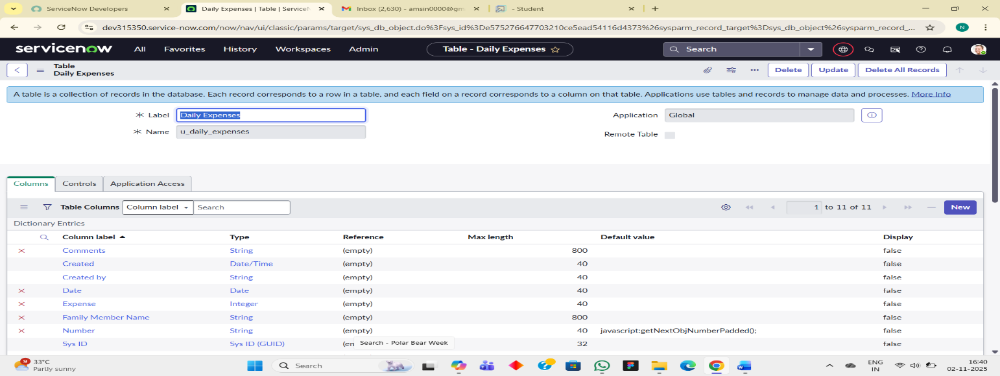 ServiceNow Developers
Daily Expenses | Table | Service
Inbox (2,630) - amsin0000@gm
- Student
dev315350.service-now.com/now/nav/ui/classic/params/target/sys_db_object.do%3Fsys_id%3De575276647703210ce5ead54116d4373%26sysparm_record_target%3Dsys_db_object%26sysparm_record_...
N
servicenow All Favorites History Workspaces Admin Table - Daily Expenses Search
Table
Daily Expenses
Delete Update Delete All Records
A table is a collection of records in the database. Each record corresponds to a row in a table, and each field on a record corresponds to a column on that table. Applications use tables and records to manage data and processes. More Info
Label Daily Expenses Application Global
Name u_daily_expenses Remote Table
Columns Controls Application Access
Table Columns Column label Search 1 to 11 of 11 New
Dictionary Entries
Column label Type Reference Max length Default value Display
Comments String (empty) 800 false
Created Date/Time (empty) 40 false
Created by String (empty) 40 false
Date Date (empty) 40 false
Expense Integer (empty) 40 false
Family Member Name String (empty) 800 false
Number String (empty) 40 javascript:getNextObjNumberPadded(); false
Sys ID Sys ID (GUID) (en 32 false
Search - Polar Bear Week
9
33°C
Partly sunny
Search
ENG
IN
16:40
02-11-2025